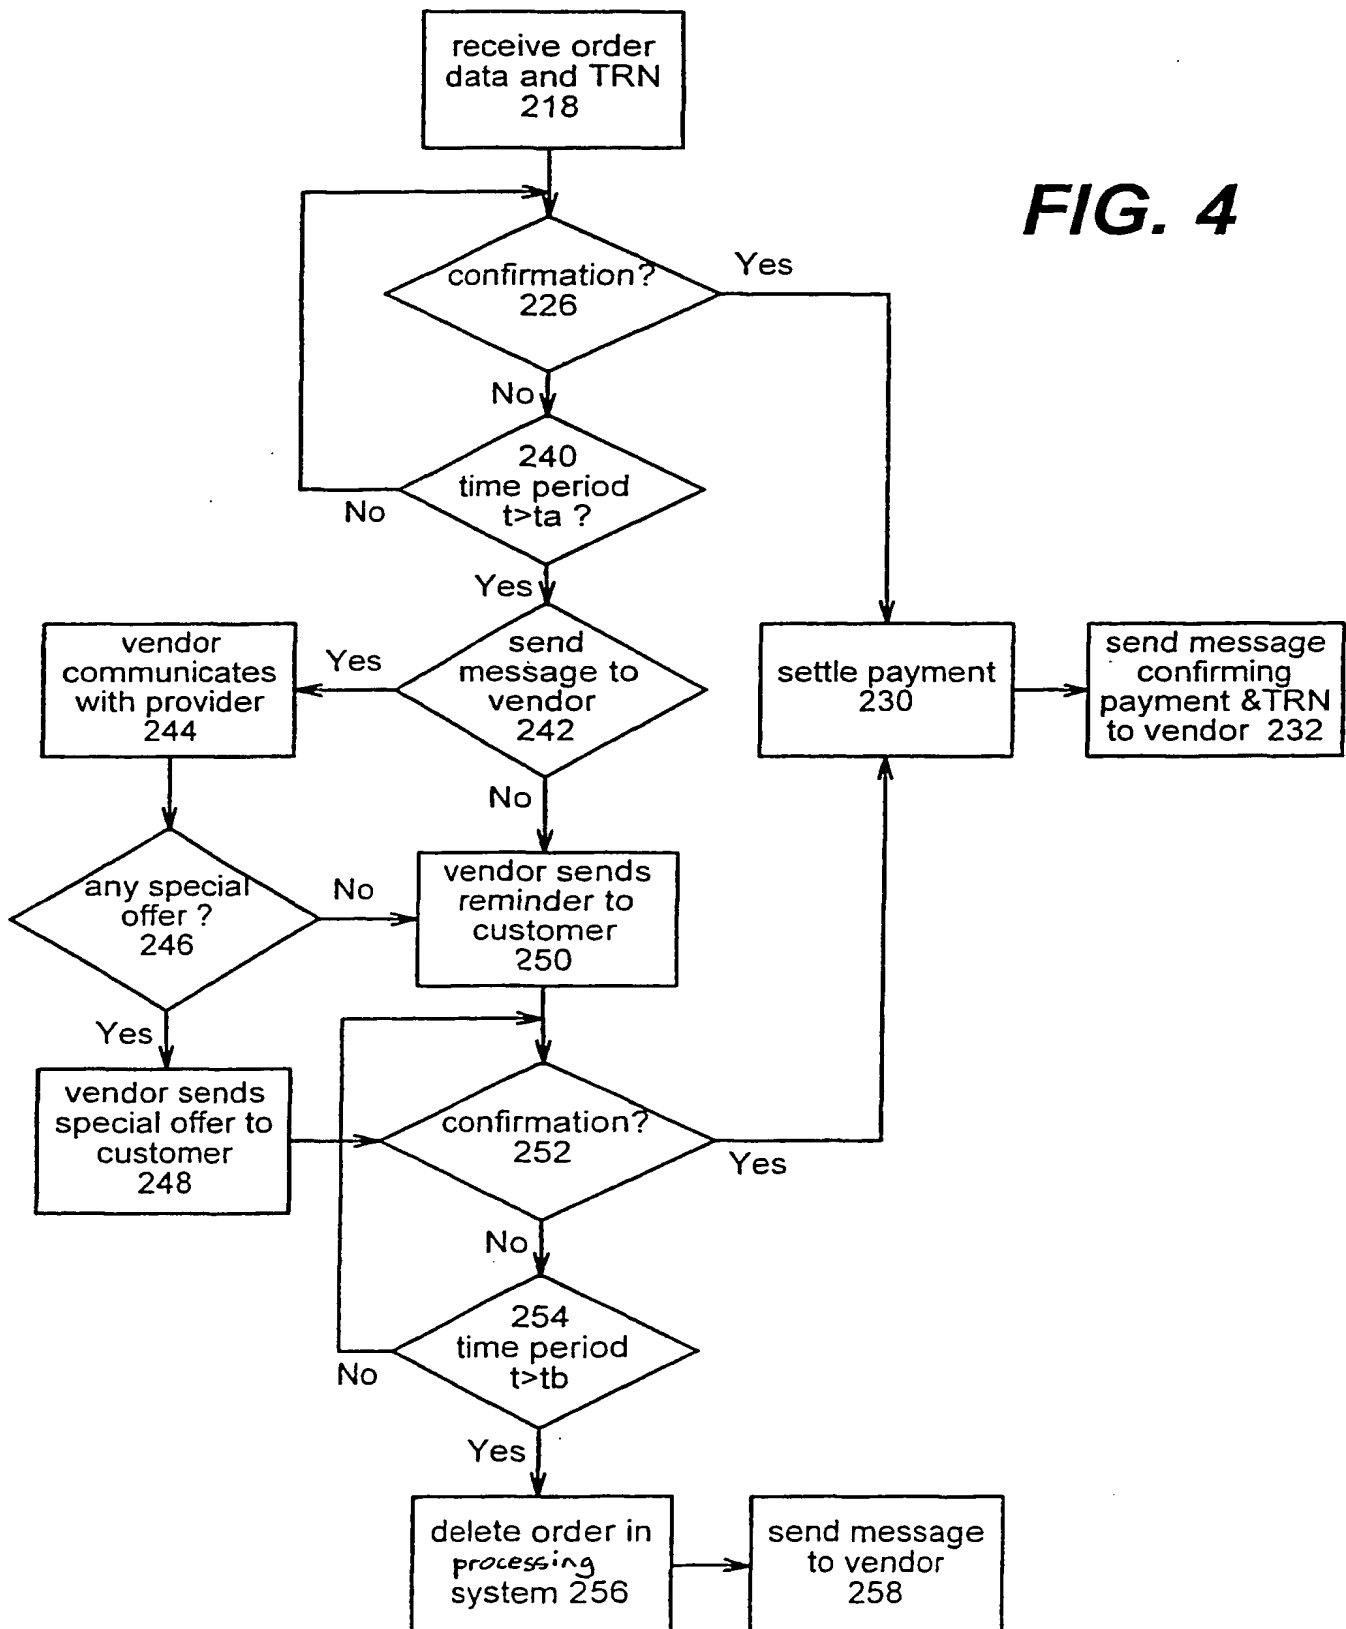 receive order
data and TRN
218
FIG. 4
confirmation?
226
Yes
No
240
time period
t>ta ?
No
Yes
send
message to
vendor
242
Yes
No
vendor
communicates
with provider
244
settle payment
230
send message
confirming
payment &TRN
to vendor 232
any special
offer ?
246
No
Yes
vendor sends
reminder to
customer
250
vendor sends
special offer to
customer
248
confirmation?
252
Yes
No
254
time period
t>tb
No
Yes
delete order in
processing
system 256
send message
to vendor
258